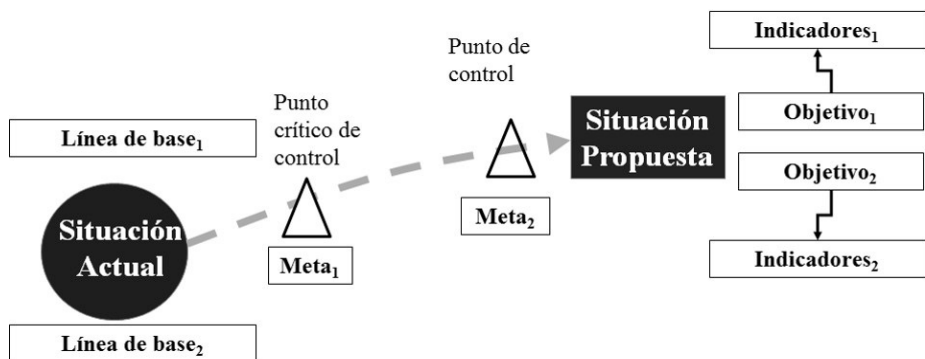 Línea de base₁
Situación
Actual
Línea de base₂
Punto
crítico de
control
Meta₁
Punto de
control
Meta₂
Situación
Propuesta
Indicadores₁
Objetivo₁
Objetivo₂
Indicadores₂